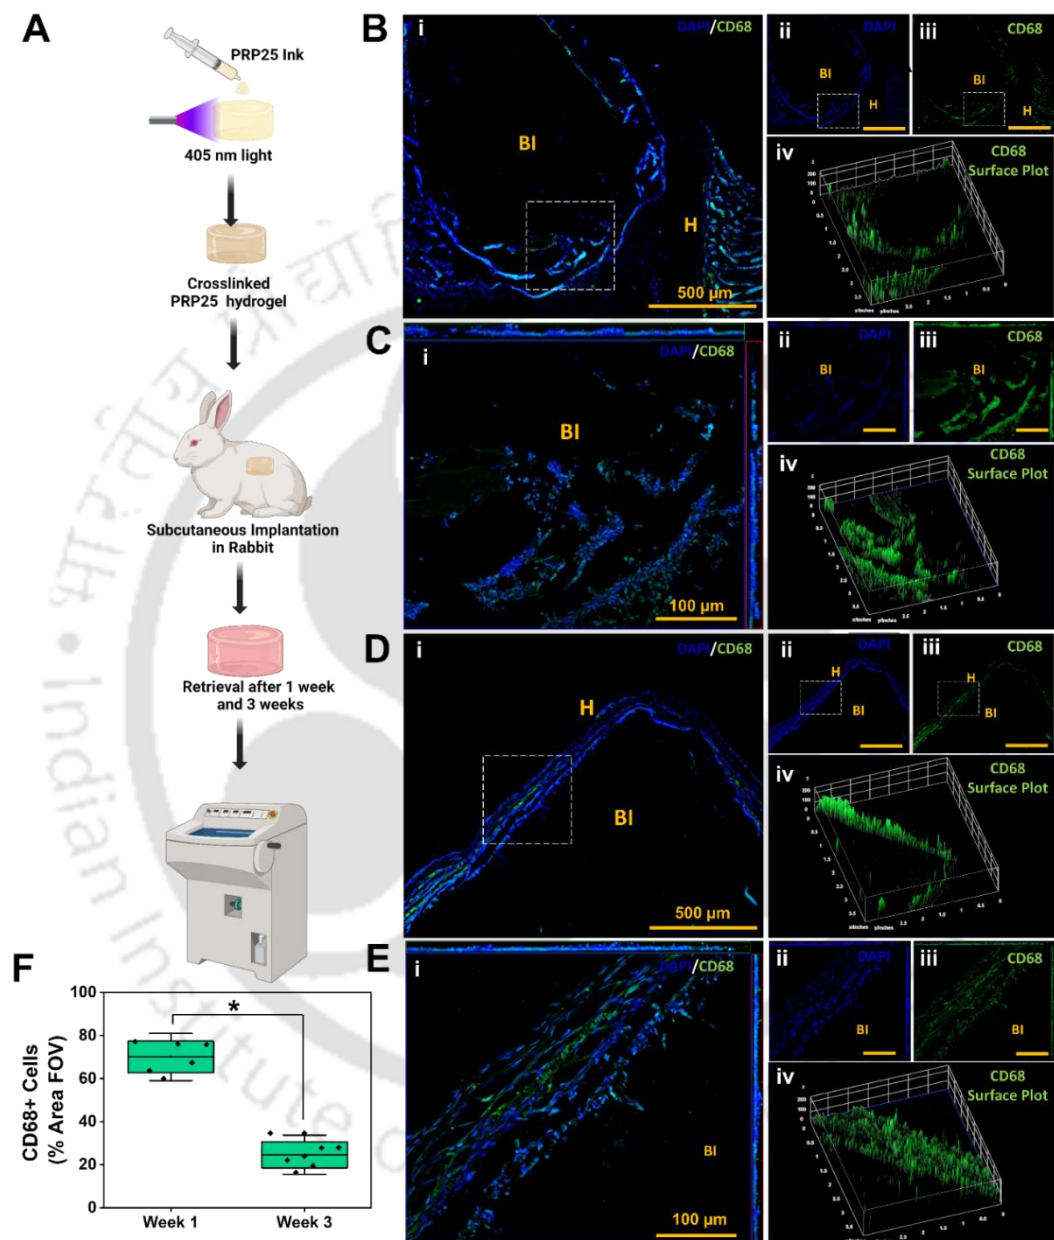 A
PRP25 Ink
405 nm light
Crosslinked
PRP25 hydrogel
Subcutaneous Implantation
in Rabbit
Retrieval after 1 week
and 3 weeks
B
i
DAPI/CD68
BI
H
500 µm
ii
DAPI
BI
H
iii
CD68
BI
H
iv
CD68
Surface Plot
C
i
DAPI/CD68
BI
100 µm
ii
DAPI
BI
iii
CD68
BI
iv
CD68
Surface Plot
D
i
DAPI/CD68
H
BI
500 µm
ii
DAPI
H
BI
iii
CD68
H
BI
iv
CD68
Surface Plot
E
i
DAPI/CD68
BI
100 µm
ii
DAPI
BI
iii
CD68
BI
iv
CD68
Surface Plot
F
CD68+ Cells
(% Area FOV)
100
80
60
40
20
0
*
Week 1
Week 3
Indian Institute o